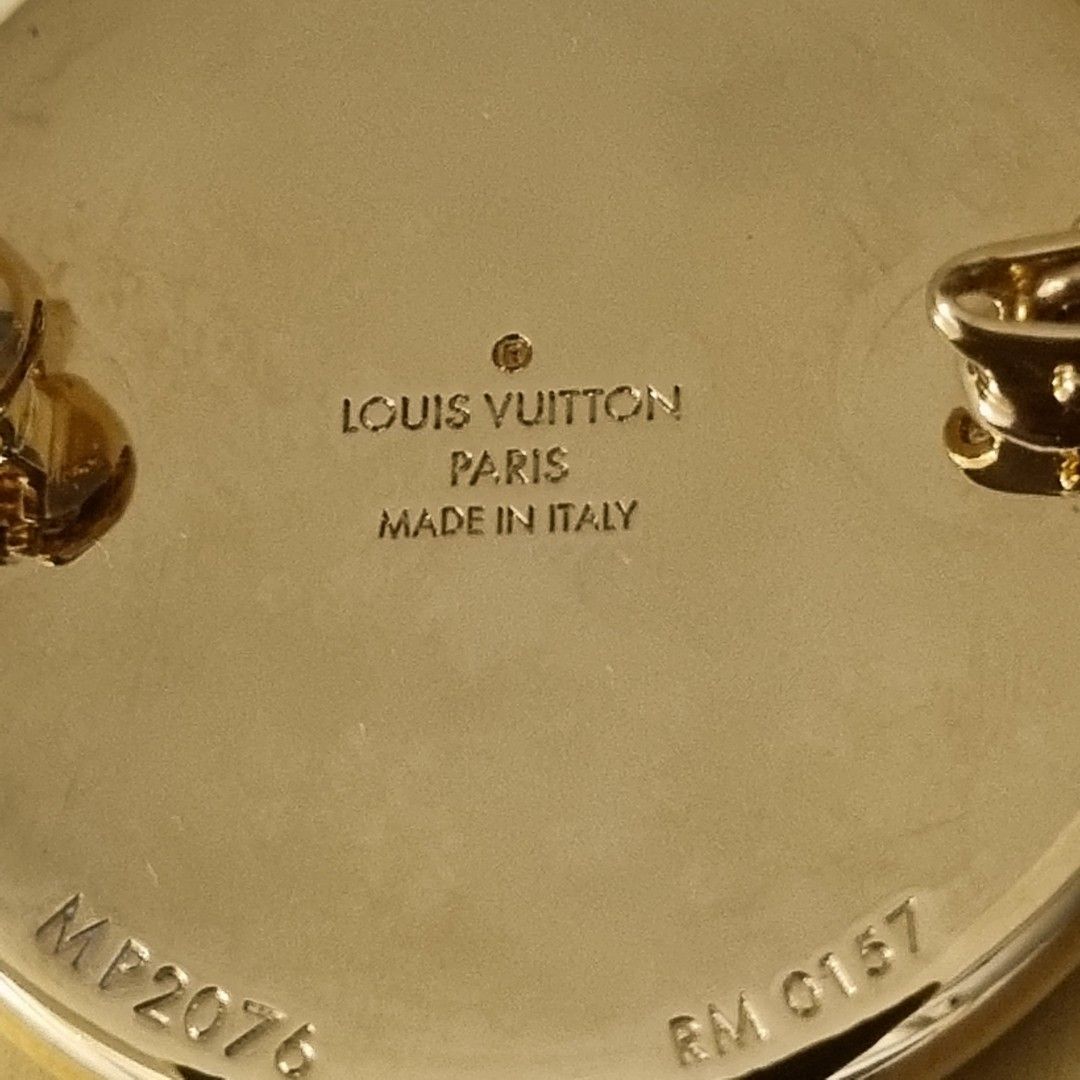 LOUIS VUITTON
PARIS
MADE IN ITALY
MP2076
RM 0157